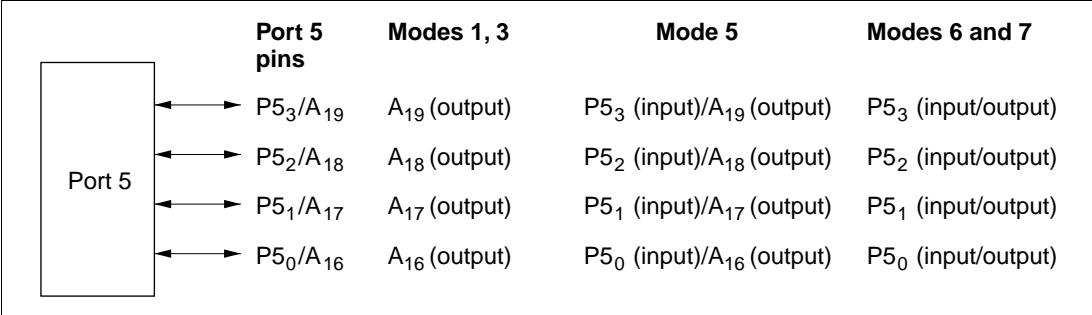 Port 5 pins Modes 1, 3 Mode 5 Modes 6 and 7
Port 5
P5₃/A₁₉ A₁₉ (output) P5₃ (input)/A₁₉ (output) P5₃ (input/output)
P5₂/A₁₈ A₁₈ (output) P5₂ (input)/A₁₈ (output) P5₂ (input/output)
P5₁/A₁₇ A₁₇ (output) P5₁ (input)/A₁₇ (output) P5₁ (input/output)
P5₀/A₁₆ A₁₆ (output) P5₀ (input)/A₁₆ (output) P5₀ (input/output)